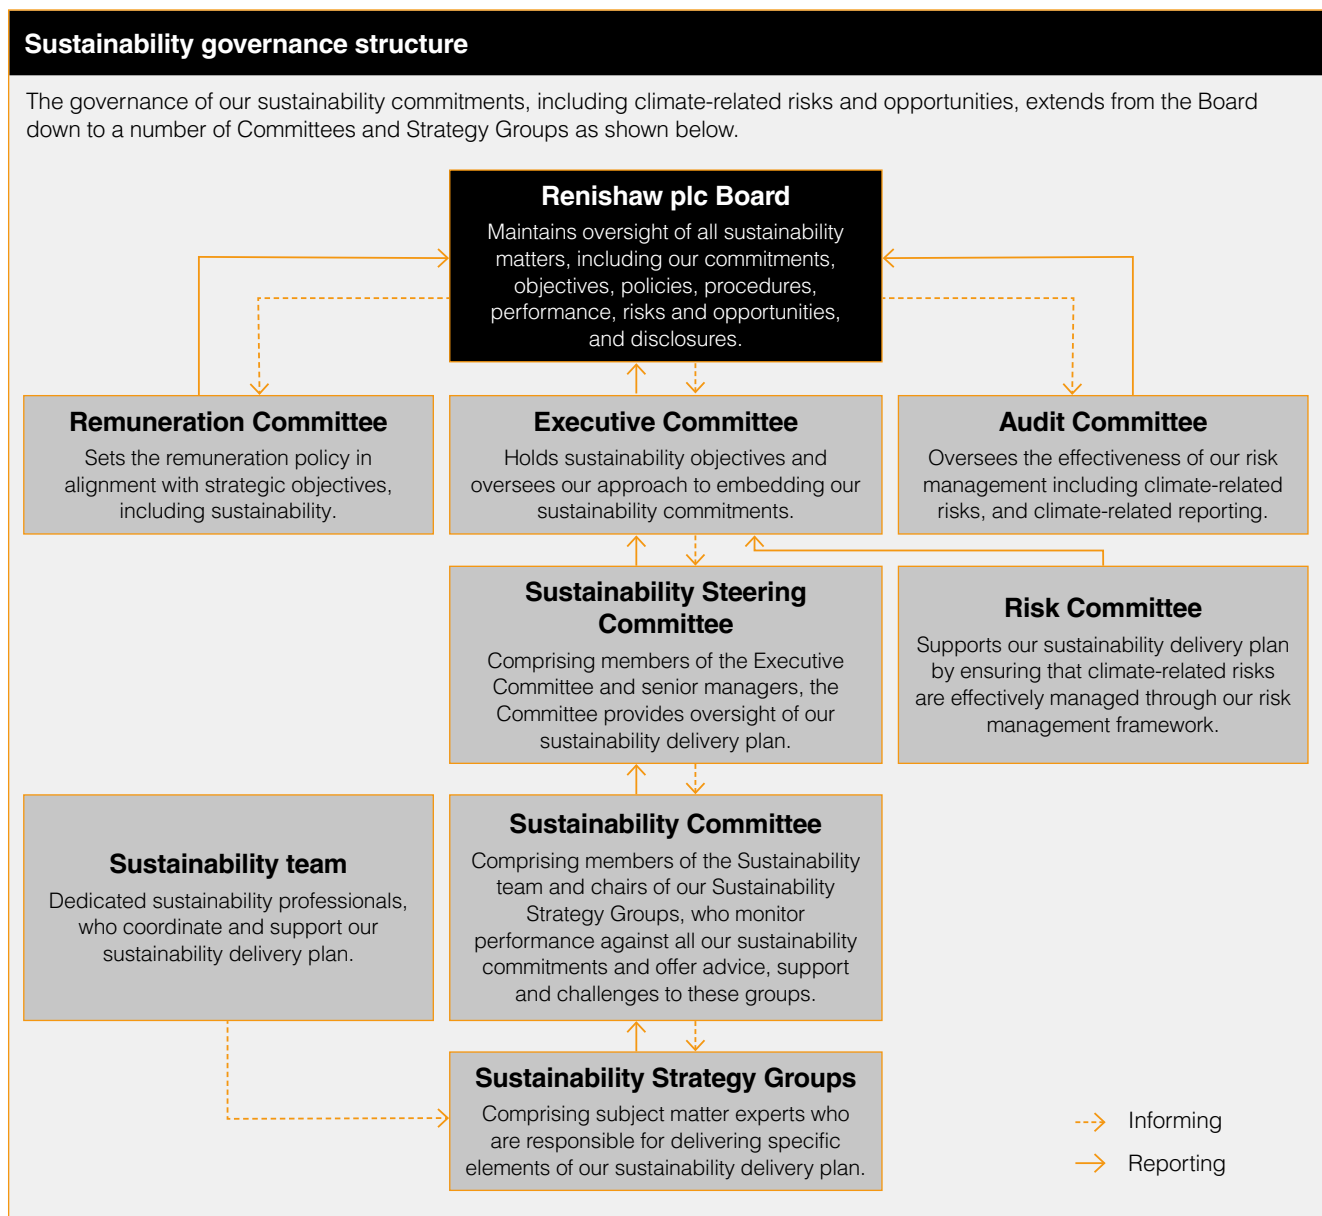 Sustainability governance structure
The governance of our sustainability commitments, including climate-related risks and opportunities, extends from the Board
down to a number of Committees and Strategy Groups as shown below.
Renishaw plc Board
Maintains oversight of all sustainability
matters, including our commitments,
objectives, policies, procedures,
performance, risks and opportunities,
and disclosures.
Remuneration Committee
Sets the remuneration policy in
alignment with strategic objectives,
including sustainability.
Executive Committee
Holds sustainability objectives and
oversees our approach to embedding our
sustainability commitments.
Audit Committee
Oversees the effectiveness of our risk
management including climate-related
risks, and climate-related reporting.
Sustainability Steering
Committee
Comprising members of the Executive
Committee and senior managers, the
Committee provides oversight of our
sustainability delivery plan.
Risk Committee
Supports our sustainability delivery plan
by ensuring that climate-related risks
are effectively managed through our risk
management framework.
Sustainability team
Dedicated sustainability professionals,
who coordinate and support our
sustainability delivery plan.
Sustainability Committee
Comprising members of the Sustainability
team and chairs of our Sustainability
Strategy Groups, who monitor
performance against all our sustainability
commitments and offer advice, support
and challenges to these groups.
Sustainability Strategy Groups
Comprising subject matter experts who
are responsible for delivering specific
elements of our sustainability delivery plan.
Informing
Reporting